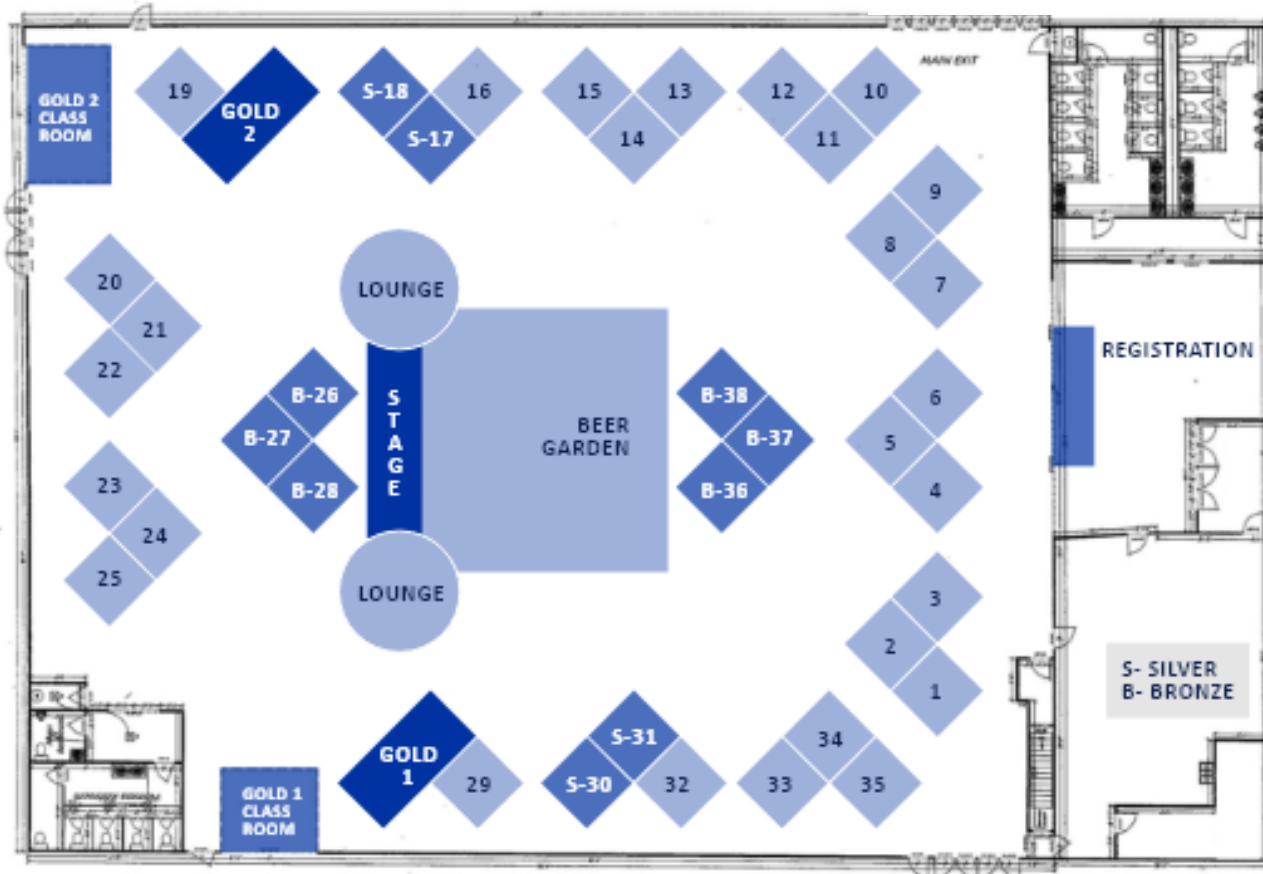 MAIN EXIT
GOLD 2
CLASS
ROOM
19
GOLD
2
S-18
S-17
16
15
14
13
12
11
10
9
8
7
20
21
22
LOUNGE
REGISTRATION
B-26
B-27
B-28
STAGE
BEER
GARDEN
B-38
B-37
B-36
6
5
4
23
24
25
LOUNGE
3
2
1
S- SILVER
B- BRONZE
GOLD
1
29
S-31
S-30
32
34
33
35
GOLD 1
CLASS
ROOM